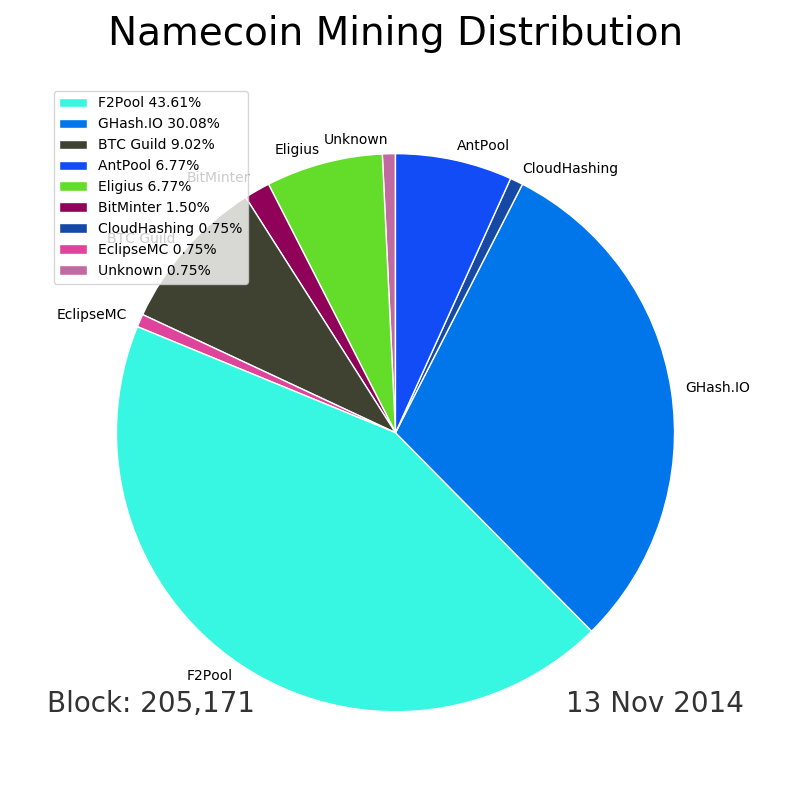 Namecoin Mining Distribution
F2Pool 43.61%
GHash.IO 30.08%
BTC Guild 9.02%
AntPool 6.77%
Eligius 6.77%
BitMinter 1.50%
CloudHashing 0.75%
EclipseMC 0.75%
Unknown 0.75%
Unknown
AntPool
Eligius
CloudHashing
BitMinter
BTC Guild
EclipseMC
GHash.IO
F2Pool
Block: 205,171
13 Nov 2014